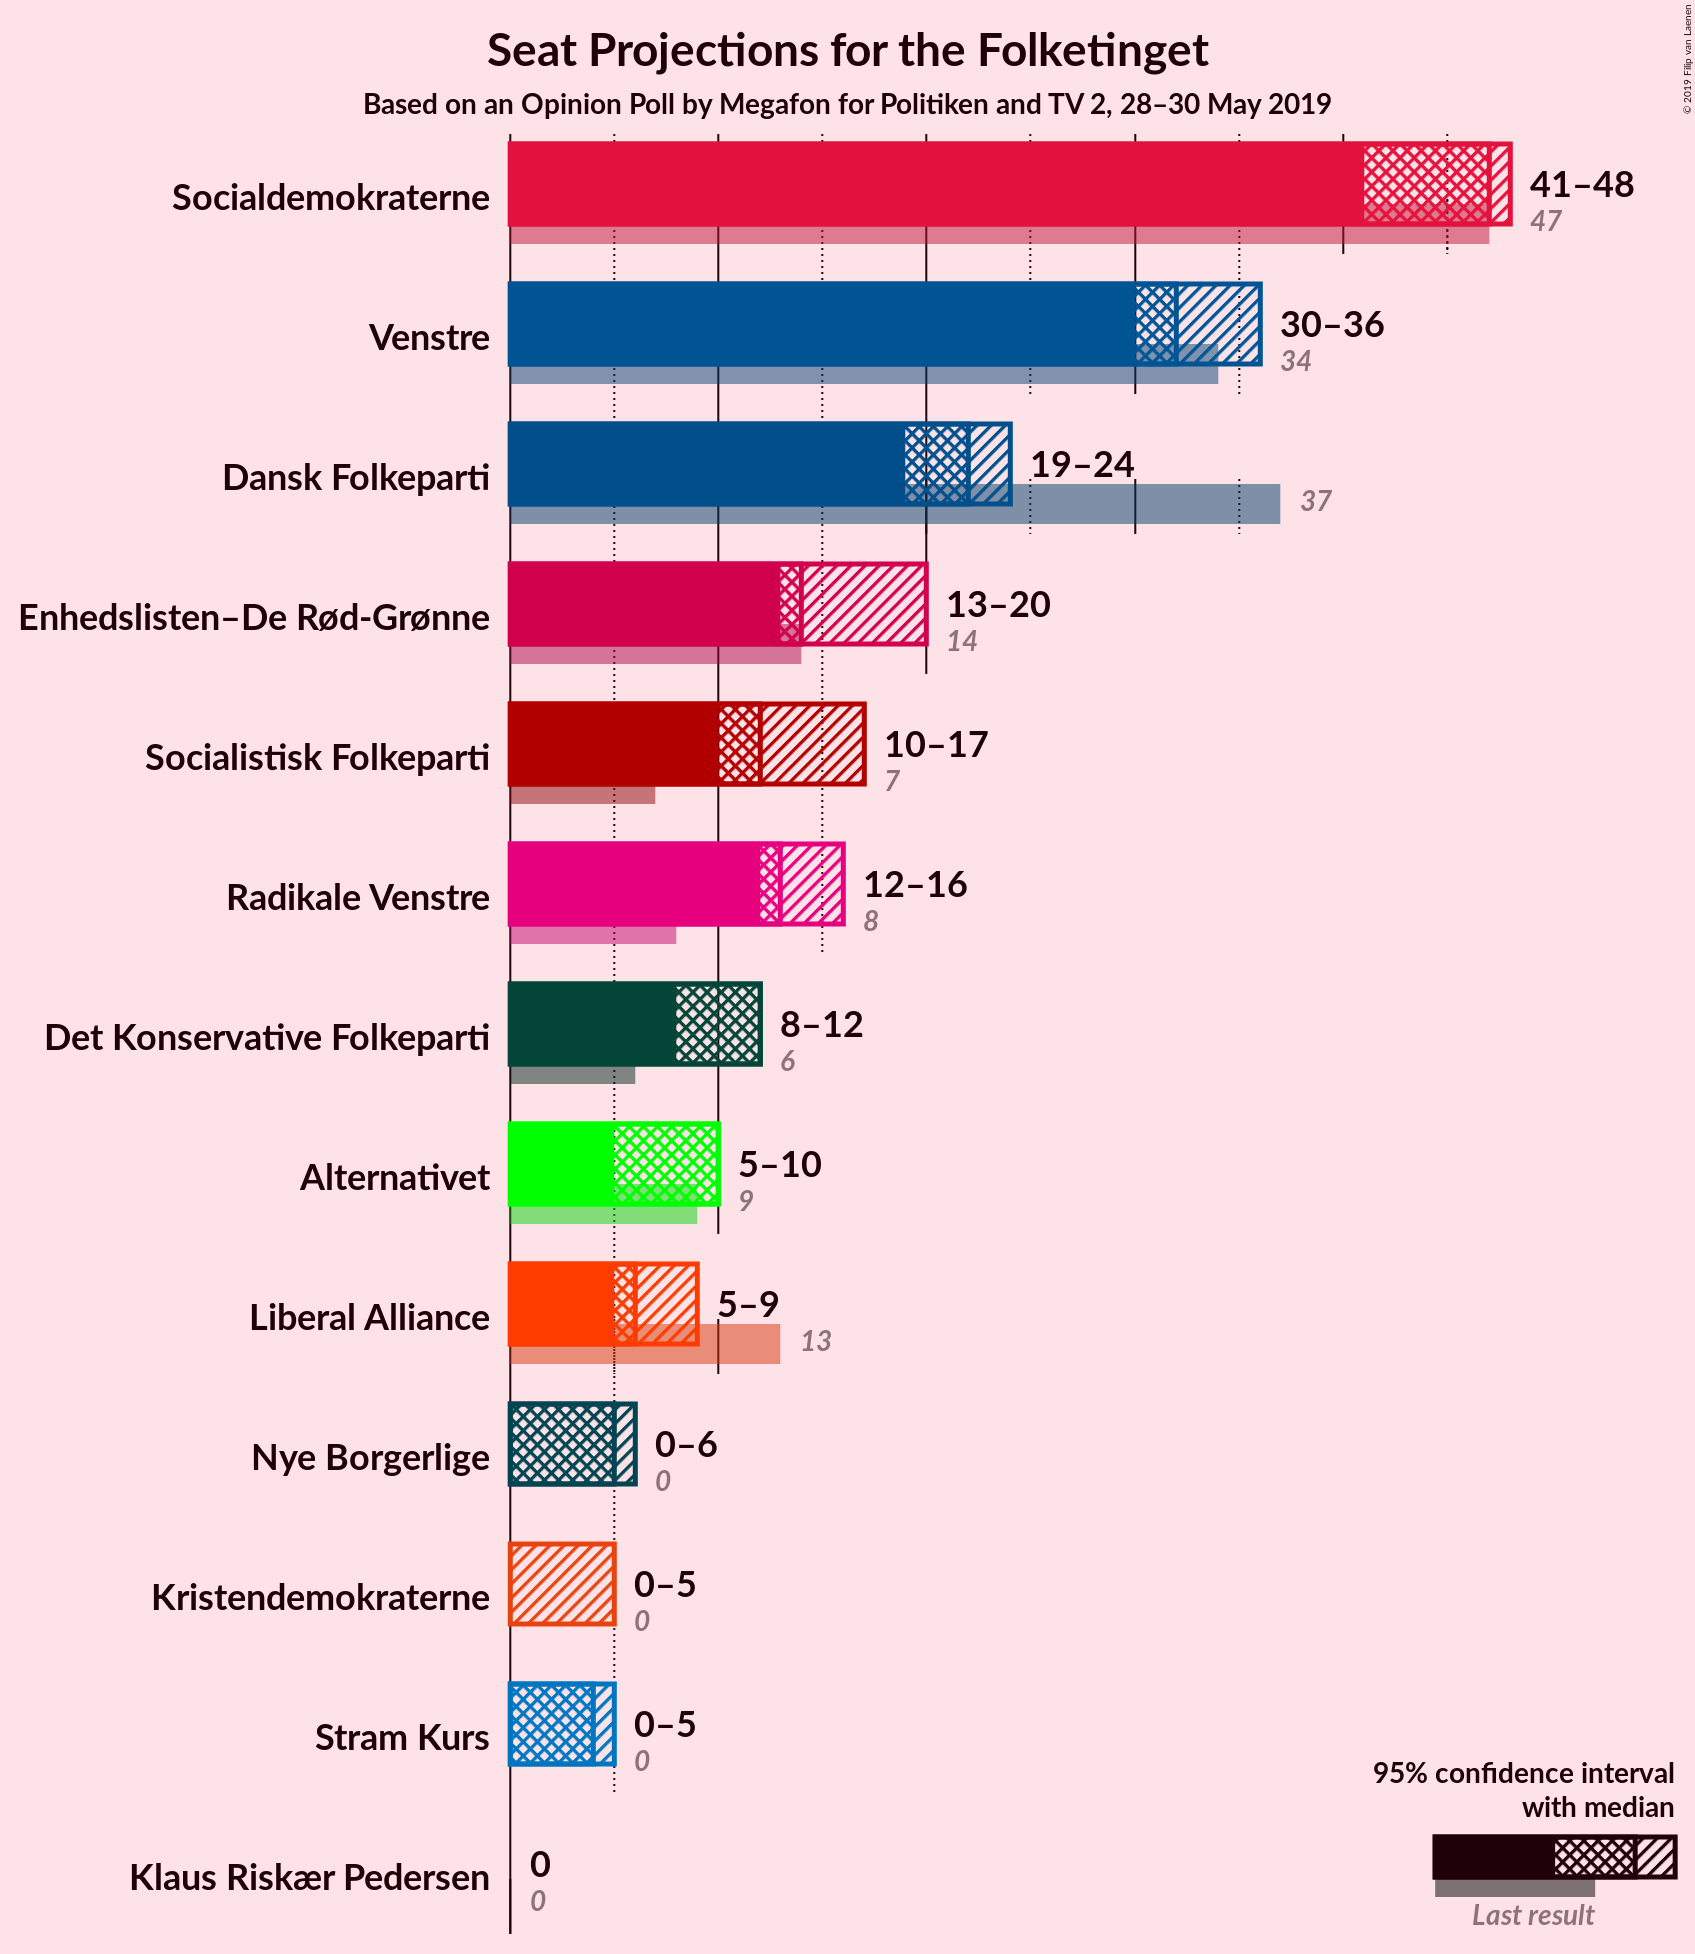 Seat Projections for the Folketinget
Based on an Opinion Poll by Megafon for Politiken and TV 2, 28–30 May 2019
© 2019 Filip van Laenen
Socialdemokraterne
41–48
47
Venstre
30–36
34
Dansk Folkeparti
19–24
37
Enhedslisten–De Rød-Grønne
13–20
14
Socialistisk Folkeparti
10–17
7
Radikale Venstre
12–16
8
Det Konservative Folkeparti
8–12
6
Alternativet
5–10
9
Liberal Alliance
5–9
13
Nye Borgerlige
0–6
0
Kristendemokraterne
0–5
0
Stram Kurs
0–5
0
Klaus Riskær Pedersen
0
0
95% confidence interval
with median
Last result